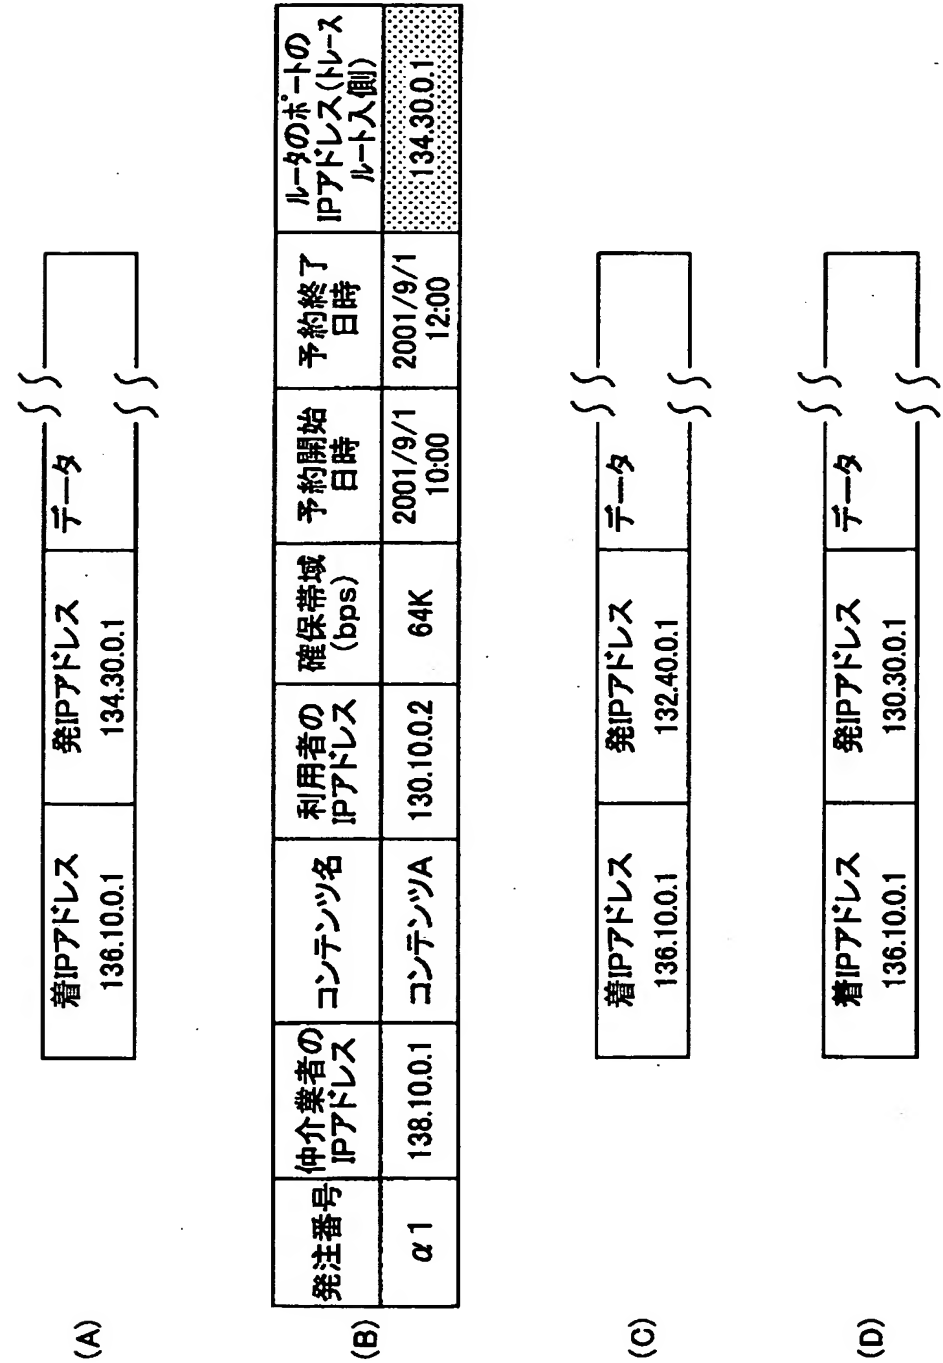 (A)
着IPアドレス
136.10.0.1
発IPアドレス
134.30.0.1
データ
(B)
発注番号
仲介業者の
IPアドレス
コンテンツ名
利用者の
IPアドレス
確保帯域
(bps)
予約開始
日時
予約終了
日時
ルータのポートの
IPアドレス(トレース
ルート入側)
α1
138.10.0.1
コンテンツA
130.10.0.2
64K
2001/9/1
10:00
2001/9/1
12:00
134.30.0.1
(C)
着IPアドレス
136.10.0.1
発IPアドレス
132.40.0.1
データ
(D)
着IPアドレス
136.10.0.1
発IPアドレス
130.30.0.1
データ